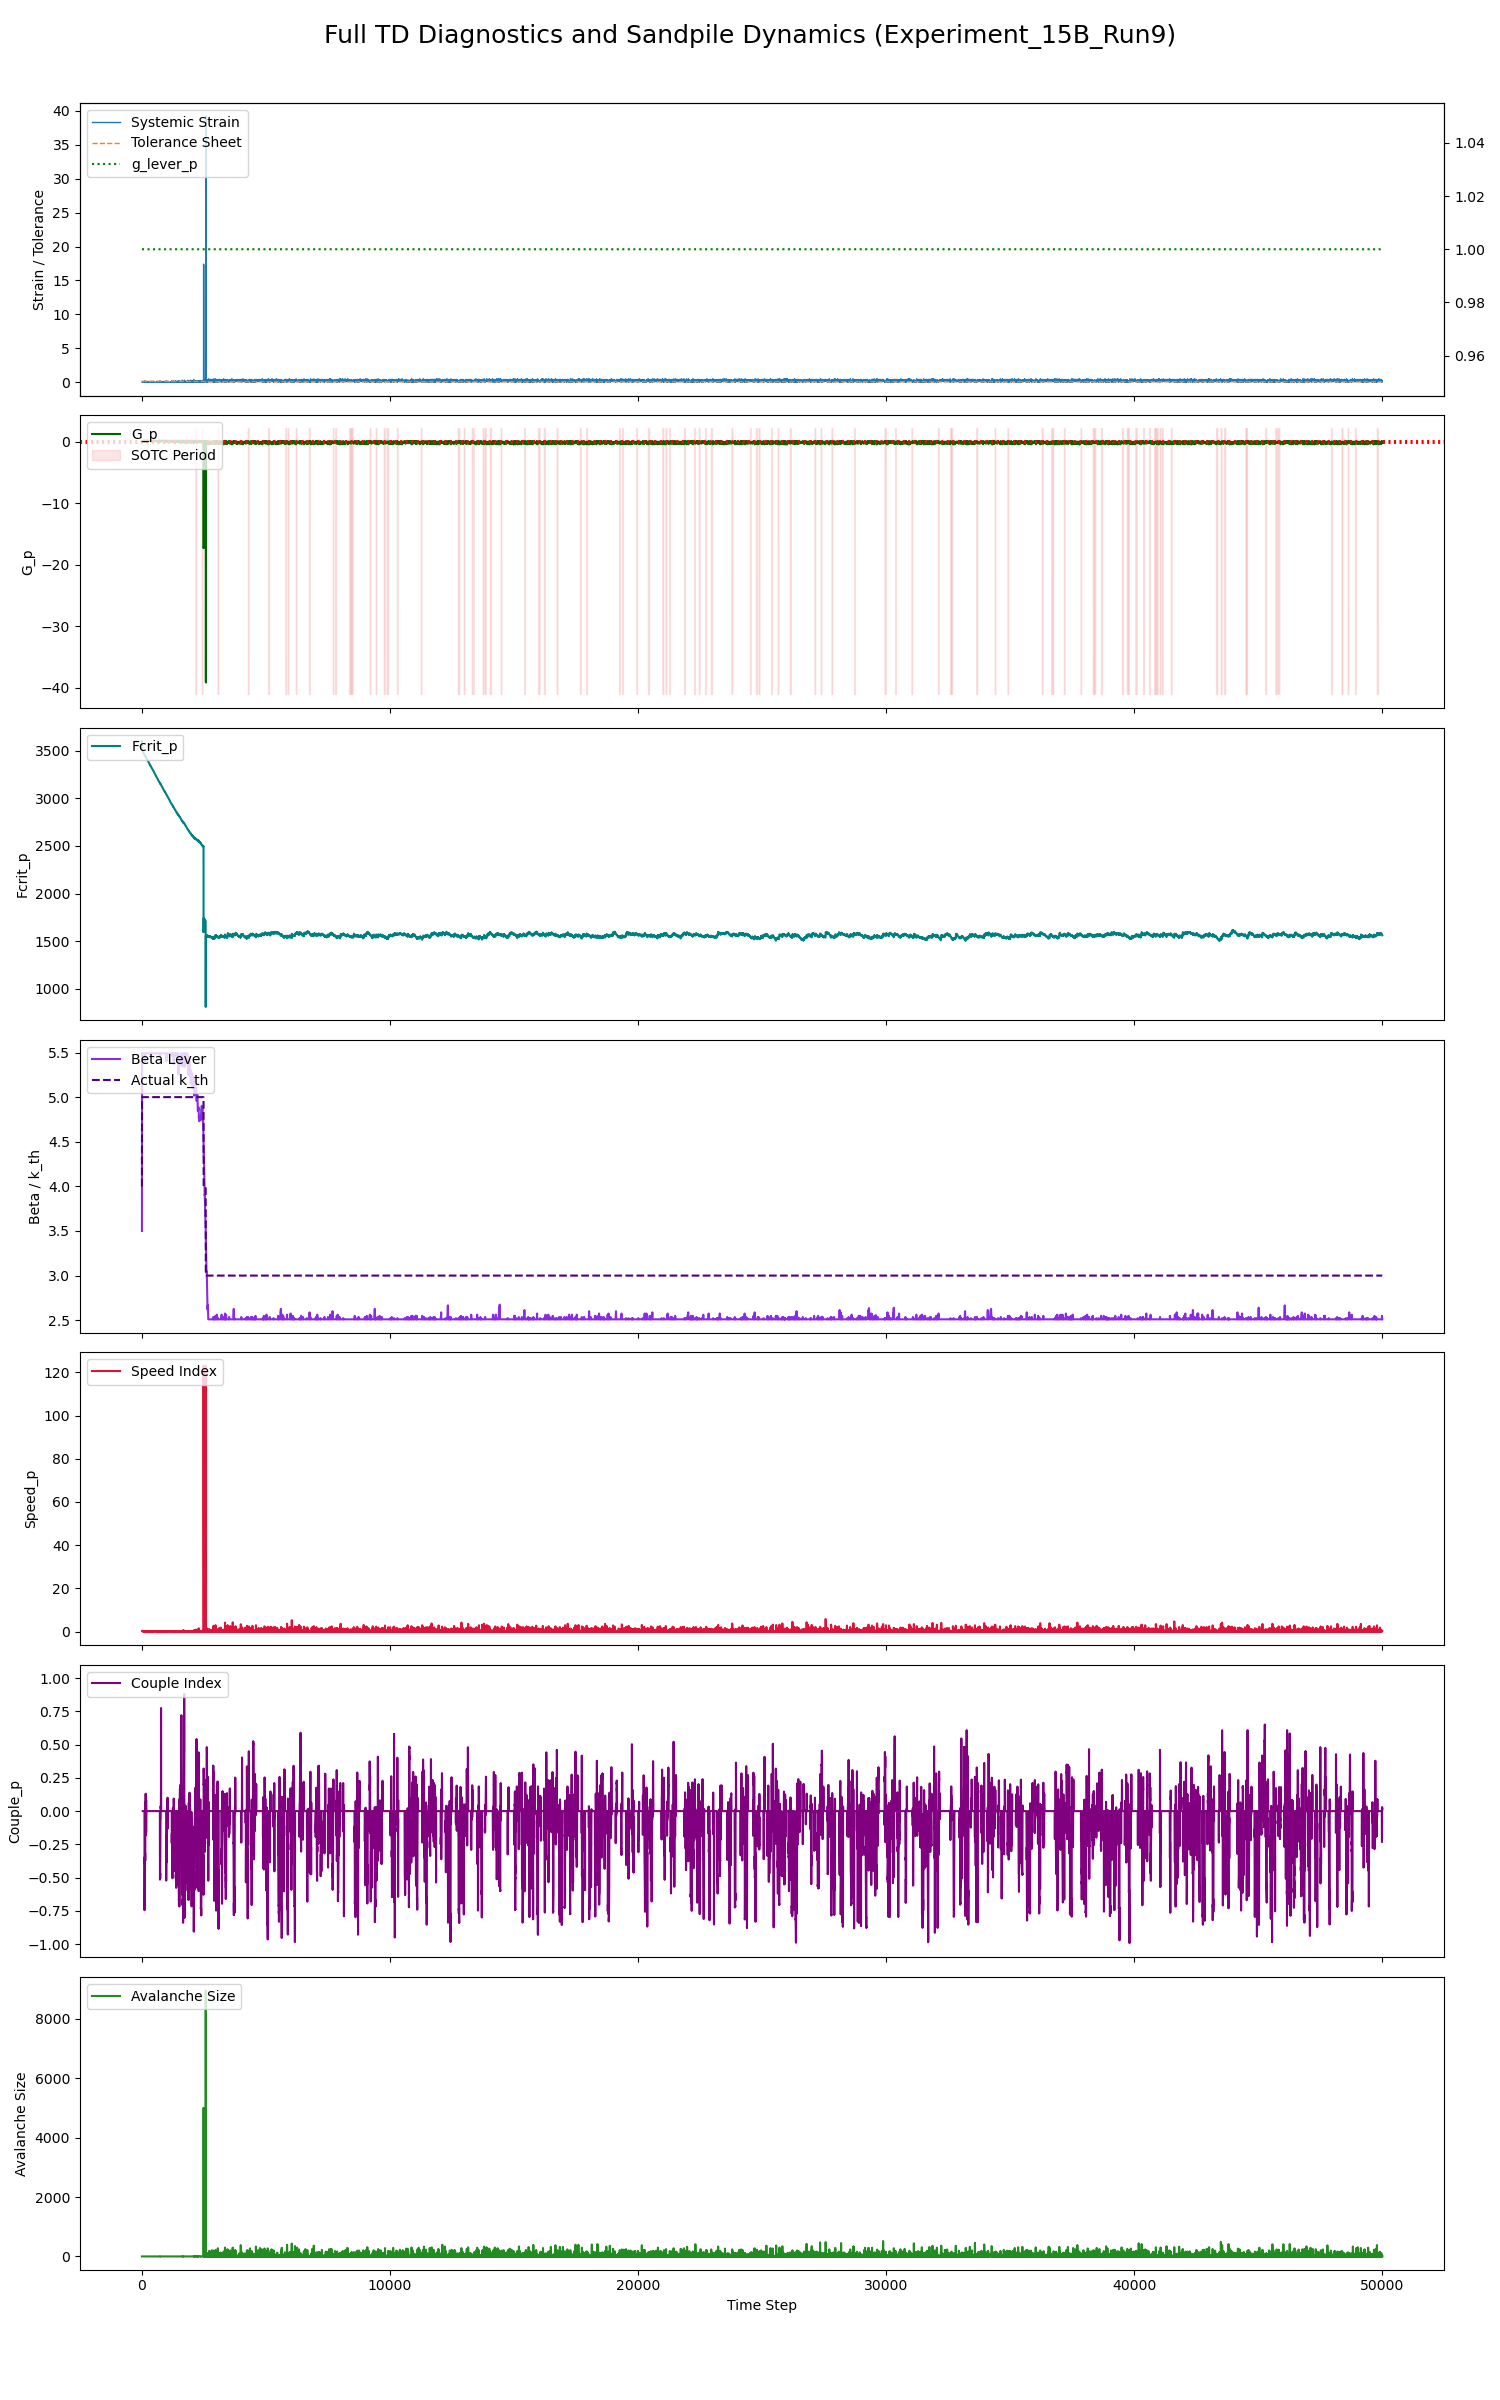 Full TD Diagnostics and Sandpile Dynamics (Experiment_15B_Run9)
Systemic Strain
Tolerance Sheet
g_lever_p
Strain / Tolerance
40
35
30
25
20
15
10
5
0
1.04
1.02
1.00
0.98
0.96
G_p
SOTC Period
G_p
0
−10
−20
−30
−40
Fcrit_p
Fcrit_p
3500
3000
2500
2000
1500
1000
Beta Lever
Actual k_th
Beta / k_th
5.5
5.0
4.5
4.0
3.5
3.0
2.5
Speed Index
Speed_p
120
100
80
60
40
20
0
Couple Index
Couple_p
1.00
0.75
0.50
0.25
0.00
−0.25
−0.50
−0.75
−1.00
Avalanche Size
Avalanche Size
8000
6000
4000
2000
0
0 10000 20000 30000 40000 50000
Time Step